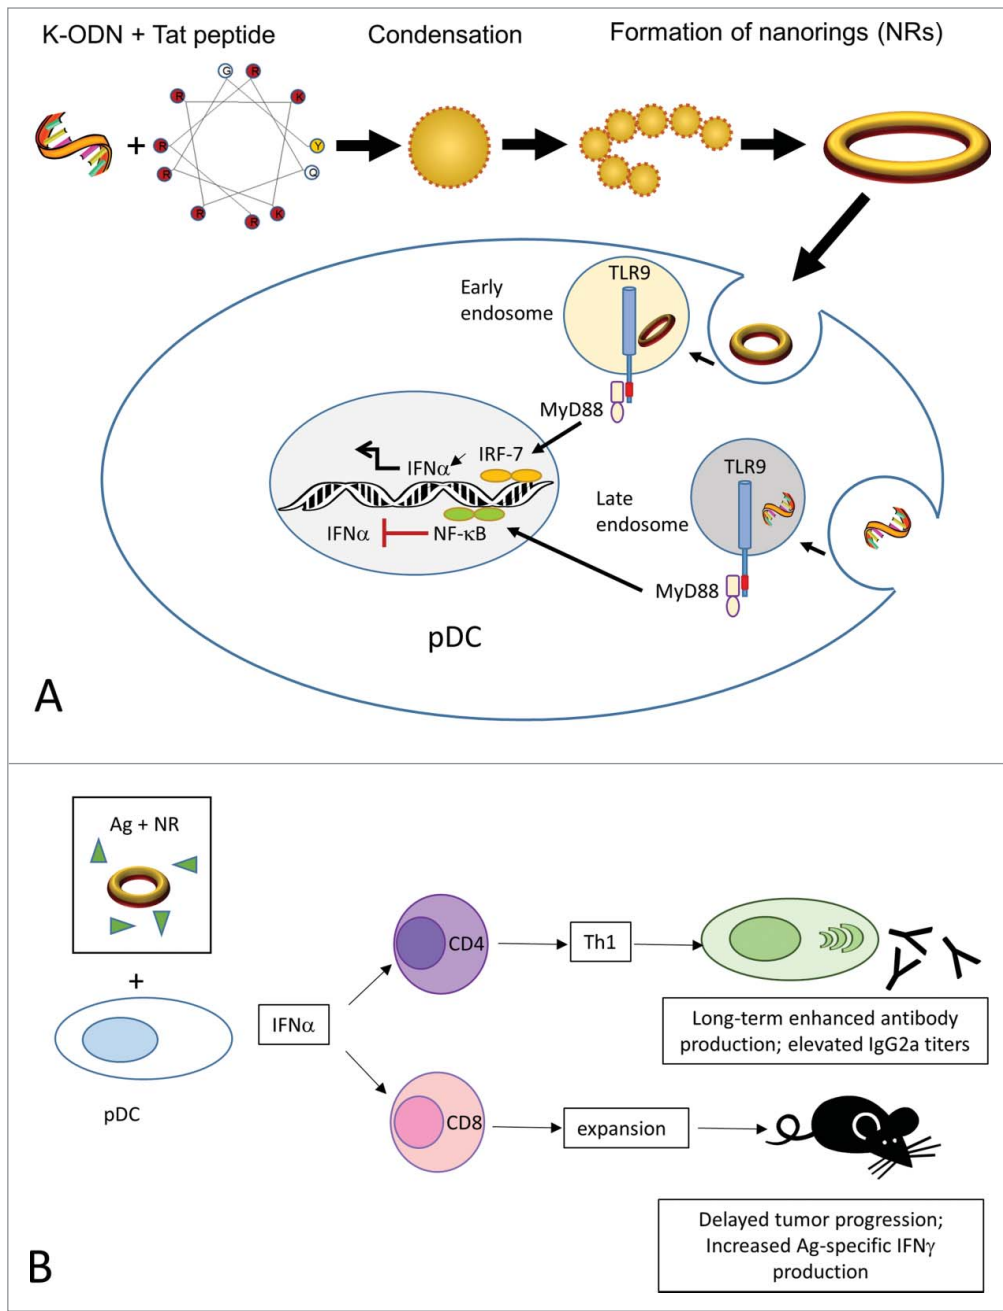 K-ODN + Tat peptide
Condensation
Formation of nanorings (NRs)
G
R
R
K
+
R
Y
R
Q
R
K
R
TLR9
Early
endosome
MyD88
IRF-7
IFNα
TLR9
Late
endosome
IFNα
NF-κB
MyD88
pDC
A
Ag + NR
+
CD4
Th1
IFNα
Long-term enhanced antibody
production; elevated IgG2a titers
pDC
CD8
expansion
Delayed tumor progression;
Increased Ag-specific IFNγ
production
B